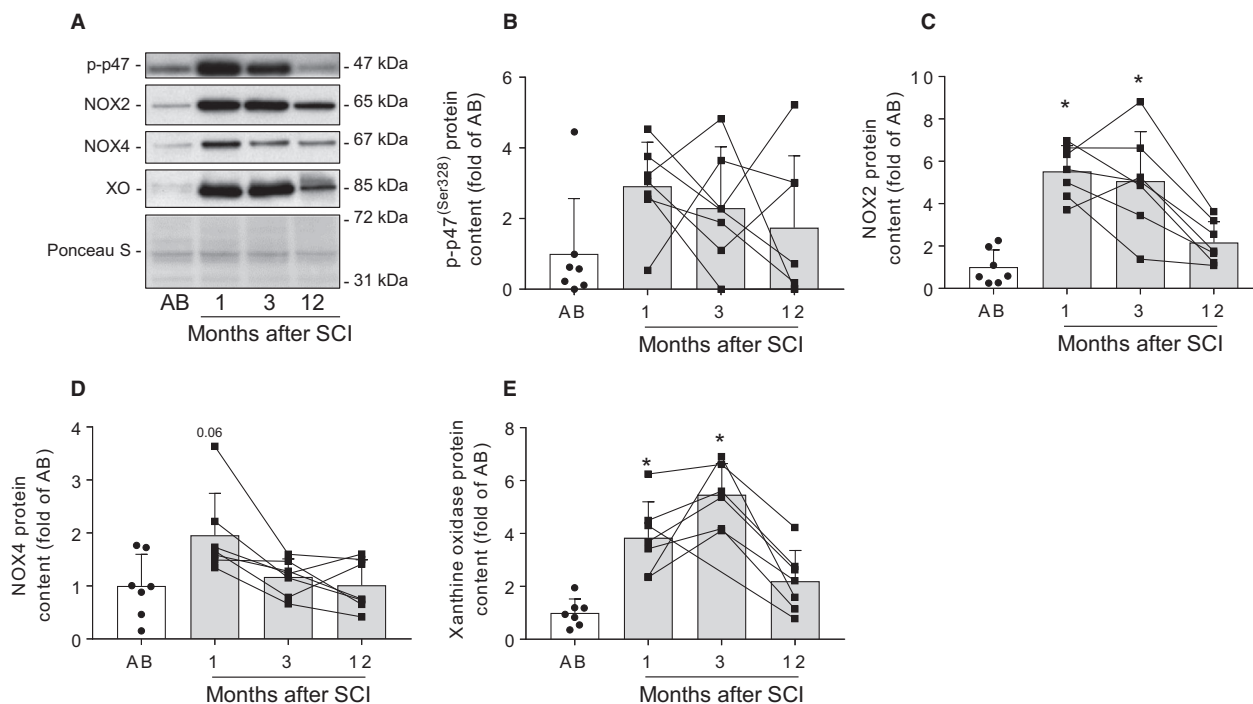 A
p-p47 - - 47 kDa
NOX2 - - 65 kDa
NOX4 - - 67 kDa
XO - - 85 kDa
- 72 kDa
Ponceau S -
- 31 kDa
AB 1 3 12
Months after SCI
B
p-p47(Ser328) protein
content (fold of AB)
6
4
2
0
AB 1 3 12
Months after SCI
C
NOX2 protein
content (fold of AB)
10
8
6
4
2
0
* *
AB 1 3 12
Months after SCI
D
NOX4 protein
content (fold of AB)
4
3
2
1
0
0.06
AB 1 3 12
Months after SCI
E
Xanthine oxidase protein
content (fold of AB)
8
6
4
2
0
* *
AB 1 3 12
Months after SCI